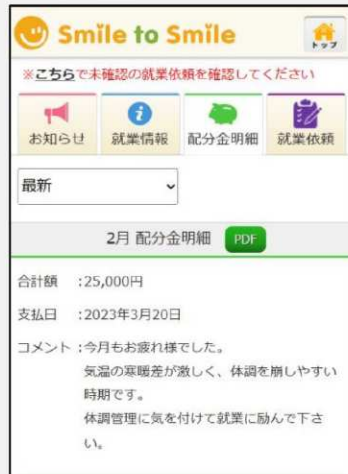 Smile to Smile
トップ
※こちらで未確認の就業依頼を確認してください
お知らせ
就業情報
配分金明細
就業依頼
最新
2月 配分金明細 PDF
合計額 :25,000円
支払日 :2023年3月20日
コメント :今月もお疲れ様でした。
気温の寒暖差が激しく、体調を崩しやすい
時期です。
体調管理に気を付けて就業に励んで下さ
い。